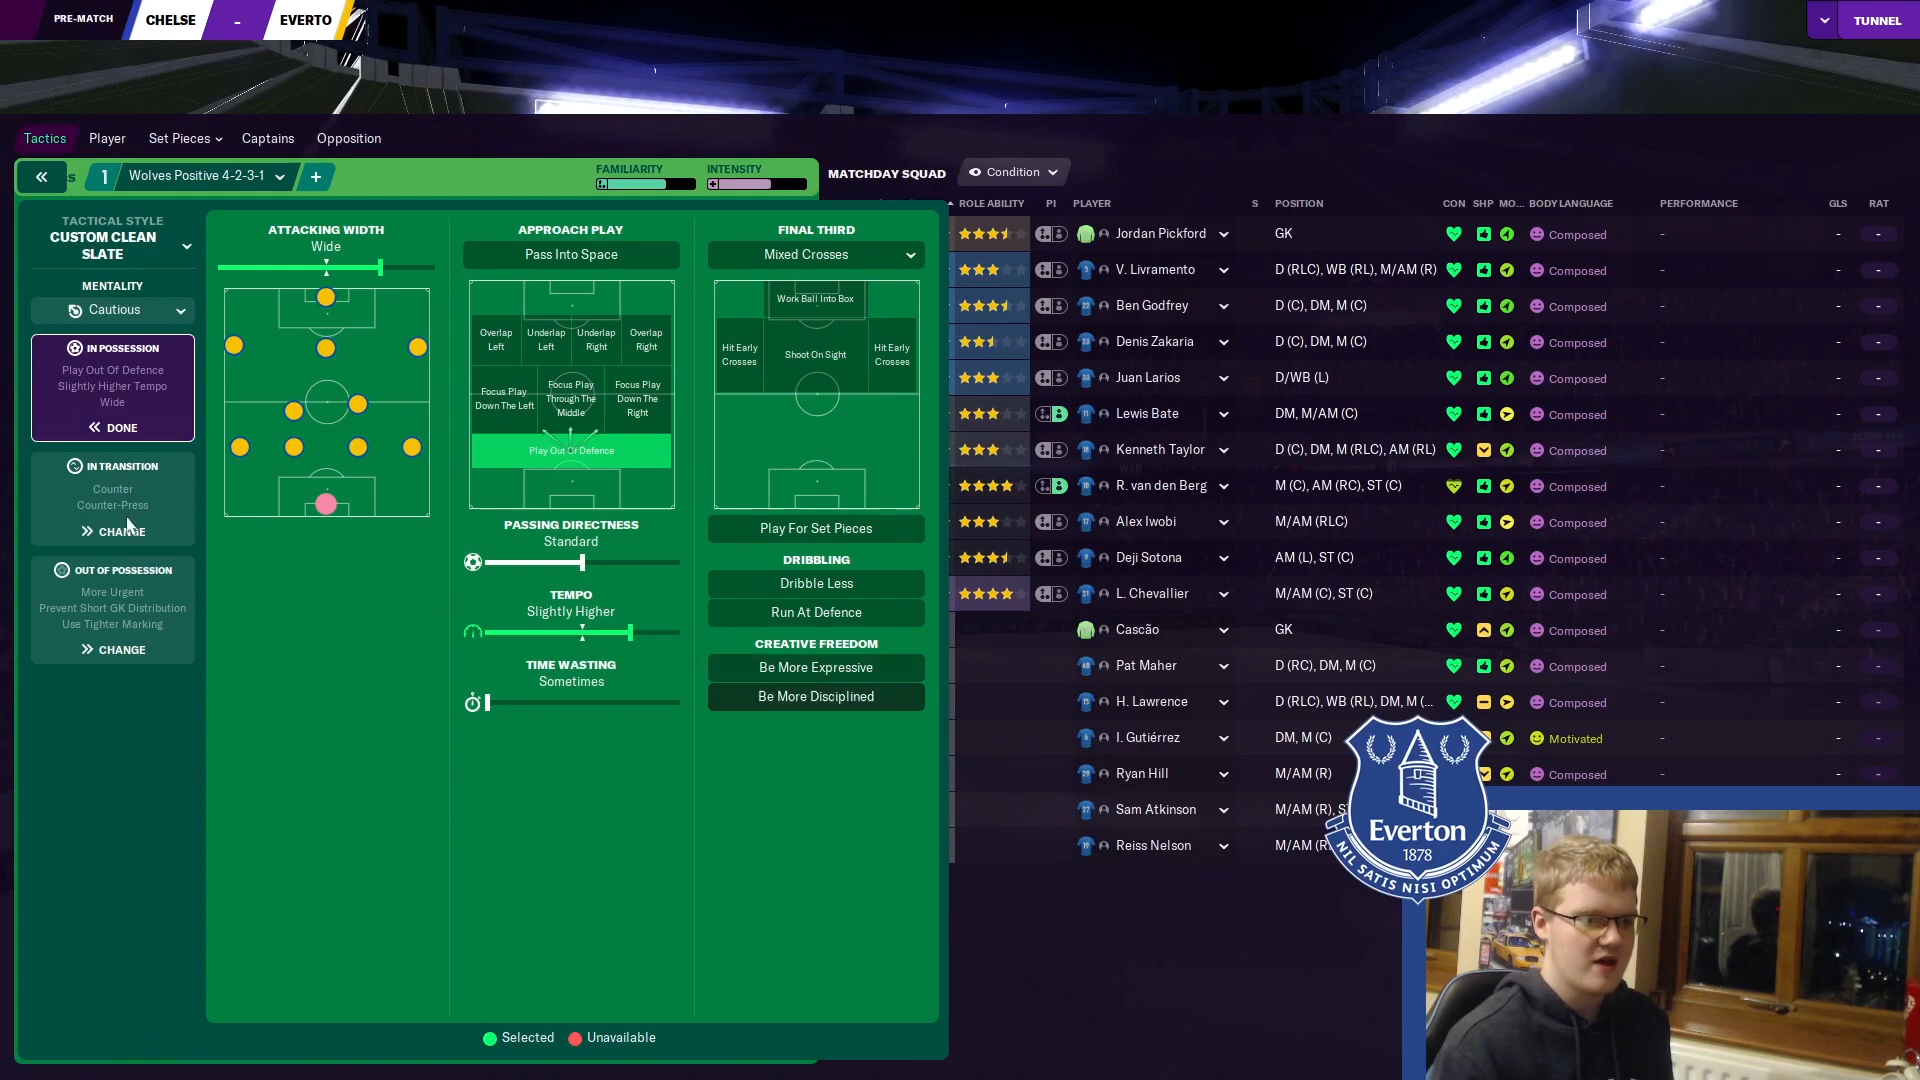 PRE-MATCH
CHELSE
-
EVERTO
TUNNEL
Tactics
Player
Set Pieces
Captains
Opposition
S
1
Wolves Positive 4-2-3-1
+
FAMILIARITY
INTENSITY
MATCHDAY SQUAD
Condition
TACTICAL STYLE
CUSTOM CLEAN
SLATE
MENTALITY
Cautious
IN POSSESSION
Play Out Of Defence
Slightly Higher Tempo
Wide
DONE
IN TRANSITION
Counter
Counter-Press
CHANGE
OUT OF POSSESSION
More Urgent
Prevent Short GK Distribution
Use Tighter Marking
CHANGE
ATTACKING WIDTH
Wide
APPROACH PLAY
Pass Into Space
Overlap
Left
Underlap
Left
Underlap
Right
Overlap
Right
Focus Play
Down The Left
Focus Play
Through The
Middle
Focus Play
Down The
Right
Play Out Of Defence
PASSING DIRECTNESS
Standard
TEMPO
Slightly Higher
TIME WASTING
Sometimes
FINAL THIRD
Mixed Crosses
Work Ball Into Box
Hit Early
Crosses
Shoot On Sight
Hit Early
Crosses
Play For Set Pieces
DRIBBLING
Dribble Less
Run At Defence
CREATIVE FREEDOM
Be More Expressive
Be More Disciplined
Selected
Unavailable
ROLE ABILITY PI PLAYER S POSITION CON SHP MO... BODY LANGUAGE PERFORMANCE GLS RAT
Jordan Pickford GK Composed - - -
V. Livramento D (RLC), WB (RL), M/AM (R) Composed - - -
Ben Godfrey D (C), DM, M (C) Composed - - -
Denis Zakaria D (C), DM, M (C) Composed - - -
Juan Larios D/WB (L) Composed - - -
Lewis Bate DM, M/AM (C) Composed - - -
Kenneth Taylor D (C), DM, M (RLC), AM (RL) Composed - - -
R. van den Berg M (C), AM (RC), ST (C) Composed - - -
Alex Iwobi M/AM (RLC) Composed - - -
Deji Sotona AM (L), ST (C) Composed - - -
L. Chevallier M/AM (C), ST (C) Composed - - -
Cascão GK Composed - - -
Pat Maher D (RC), DM, M (C) Composed - - -
H. Lawrence D (RLC), WB (RL), DM, M (... Composed - - -
I. Gutiérrez DM, M (C) Motivated - - -
Ryan Hill M/AM (R) Composed - - -
Sam Atkinson M/AM (R), S
Reiss Nelson M/AM (R
Everton
1878
NIL SATIS NISI OPTIMUM